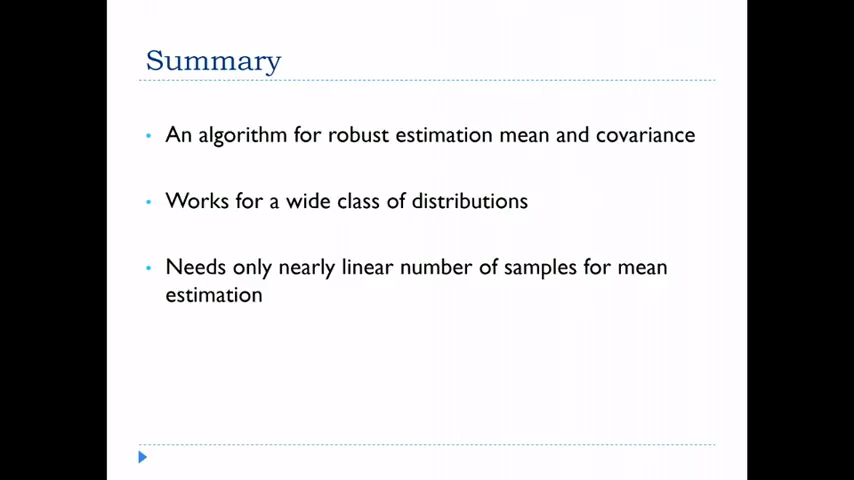 Summary
An algorithm for robust estimation mean and covariance
Works for a wide class of distributions
Needs only nearly linear number of samples for mean
estimation